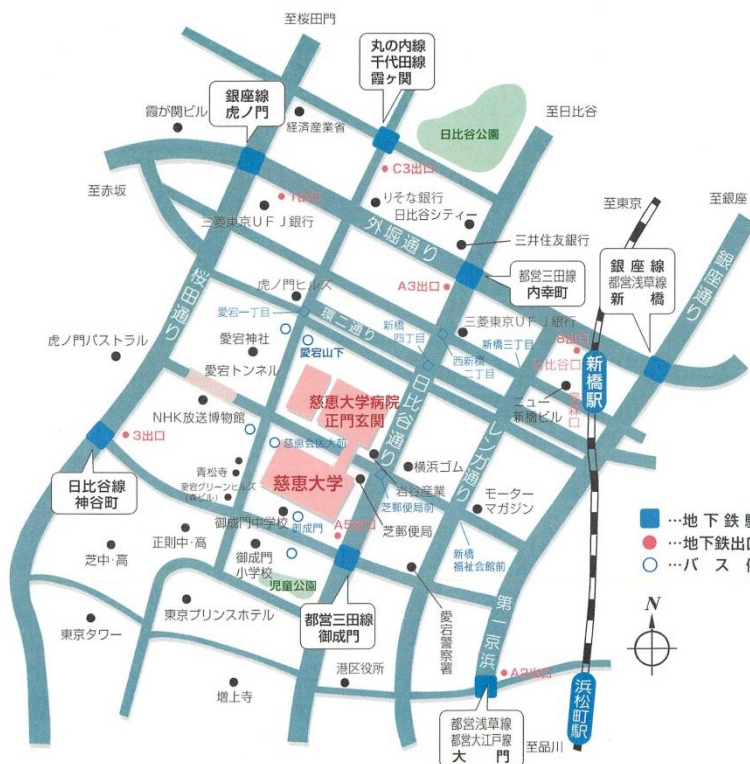 至桜田門
丸の内線
千代田線
霞ヶ関
銀座線
虎ノ門
霞が関ビル
経済産業省
日比谷公園
至日比谷
C3出口
至赤坂
りそな銀行
日比谷シティー
至東京
至銀座
三菱東京UFJ銀行
外堀通り
三井住友銀行
銀座通り
桜田通り
虎ノ門ヒルズ
A3出口
都営三田線
内幸町
銀座線
都営浅草線
新橋
愛宕一丁目
環二通り
新橋
四丁目
三菱東京UFJ銀行
虎ノ門パストラル
愛宕神社
愛宕山下
西新橋
二丁目
新橋三丁目
日比谷口
新橋駅
愛宕トンネル
慈恵大学病院
正門玄関
日比谷通り
ニュー
新橋ビル
NHK放送博物館
レンガ通り
3出口
慈恵会医大前
横浜ゴム
日比谷線
神谷町
青松寺
愛宕グリーンヒルズ
(森ビル)
慈恵大学
岩谷産業
芝郵便局前
モーター
マガジン
御成門中学校
御成門
A5出口
芝郵便局
…地下鉄駅
…地下鉄出口
…バス停
芝中・高
正則中・高
御成門
小学校
新橋
福祉会館前
児童公園
N
東京プリンスホテル
都営三田線
御成門
愛宕警察署
第一京浜
東京タワー
増上寺
港区役所
A2出口
浜松町駅
都営浅草線
都営大江戸線
大門
至品川